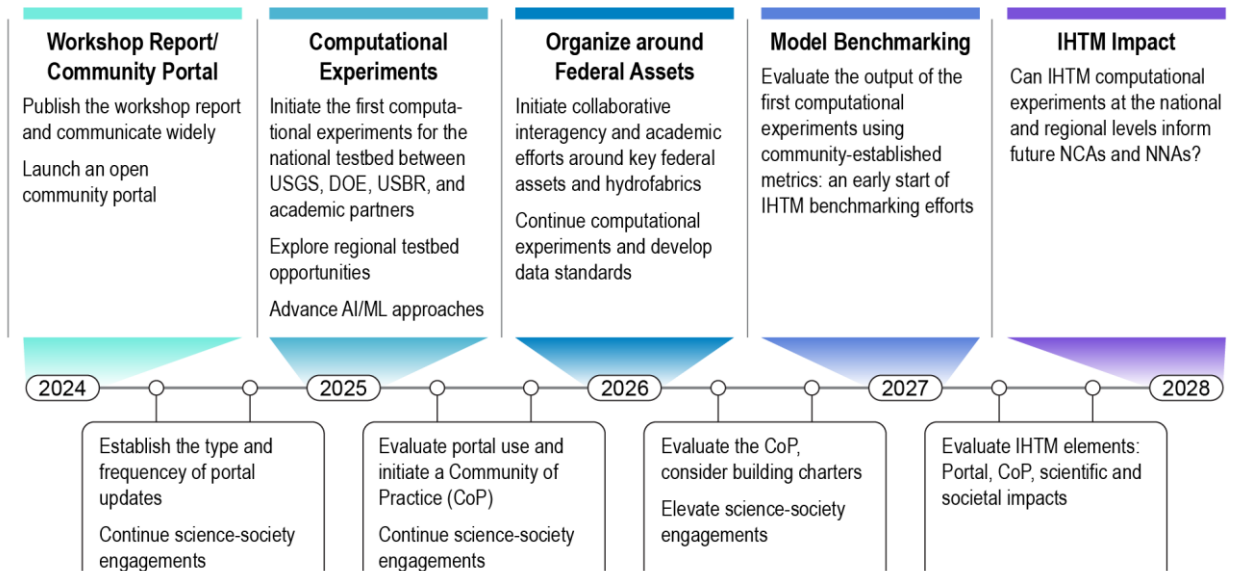 Workshop Report/
Community Portal
Publish the workshop report
and communicate widely
Launch an open
community portal
Computational
Experiments
Initiate the first computa-
tional experiments for the
national testbed between
USGS, DOE, USBR, and
academic partners
Explore regional testbed
opportunities
Advance AI/ML approaches
Organize around
Federal Assets
Initiate collaborative
interagency and academic
efforts around key federal
assets and hydrofabrics
Continue computational
experiments and develop
data standards
Model Benchmarking
Evaluate the output of the
first computational
experiments using
community-established
metrics: an early start of
IHTM benchmarking efforts
IHTM Impact
Can IHTM computational
experiments at the national
and regional levels inform
future NCAs and NNAs?
2024
2025
2026
2027
2028
Establish the type and
frequencey of portal
updates
Continue science-society
engagements
Evaluate portal use and
initiate a Community of
Practice (CoP)
Continue science-society
engagements
Evaluate the CoP,
consider building charters
Elevate science-society
engagements
Evaluate IHTM elements:
Portal, CoP, scientific and
societal impacts